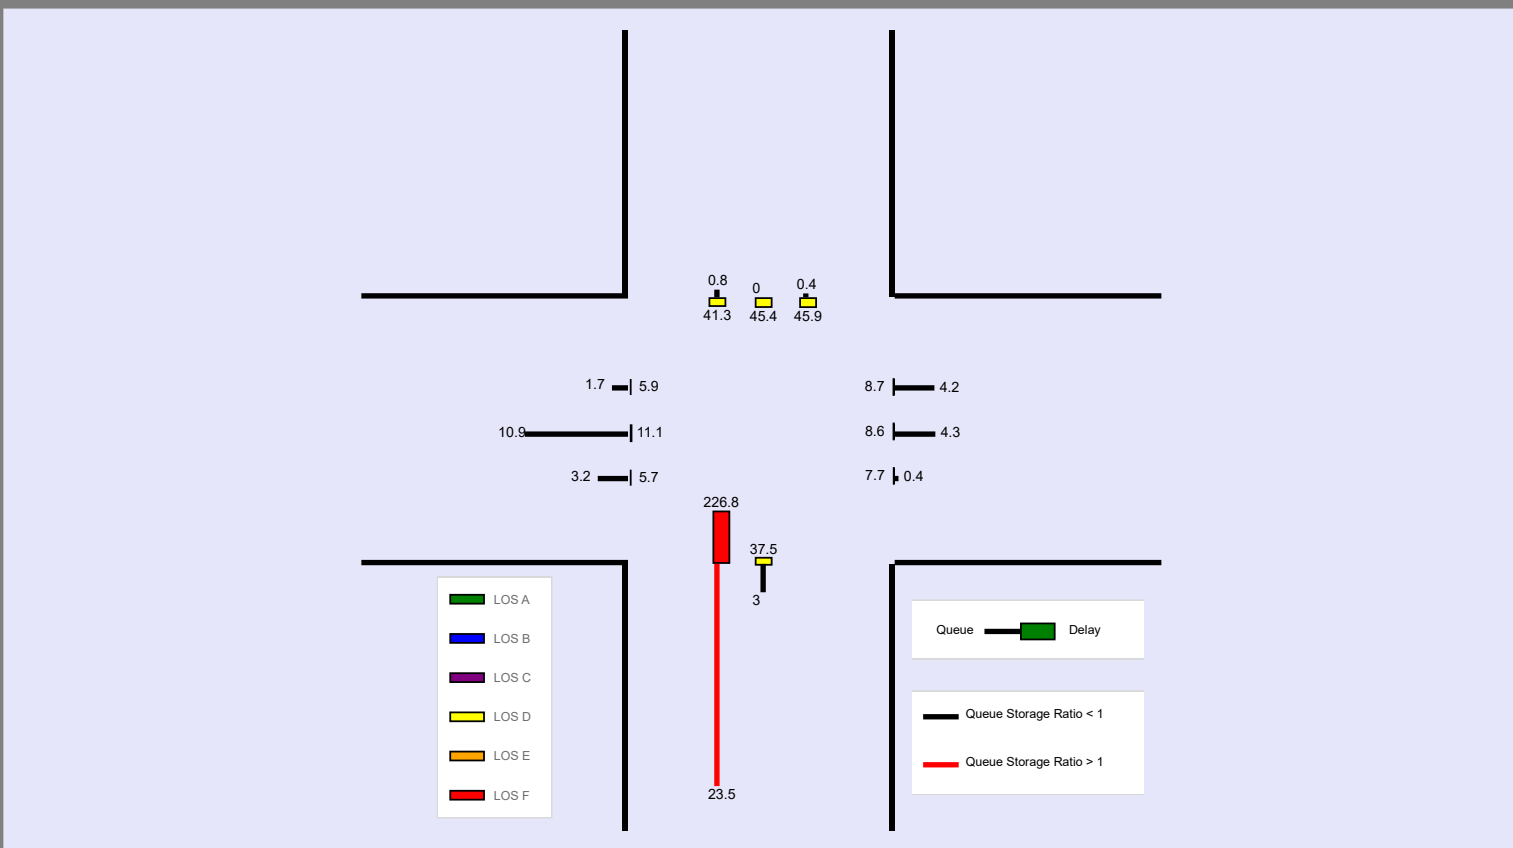 0.8 0 0.4
41.3 45.4 45.9
1.7 5.9 8.7 4.2
10.9 11.1 8.6 4.3
3.2 5.7 7.7 0.4
226.8
37.5
3
23.5
LOS A
LOS B
LOS C
LOS D
LOS E
LOS F
Queue Delay
Queue Storage Ratio < 1
Queue Storage Ratio > 1